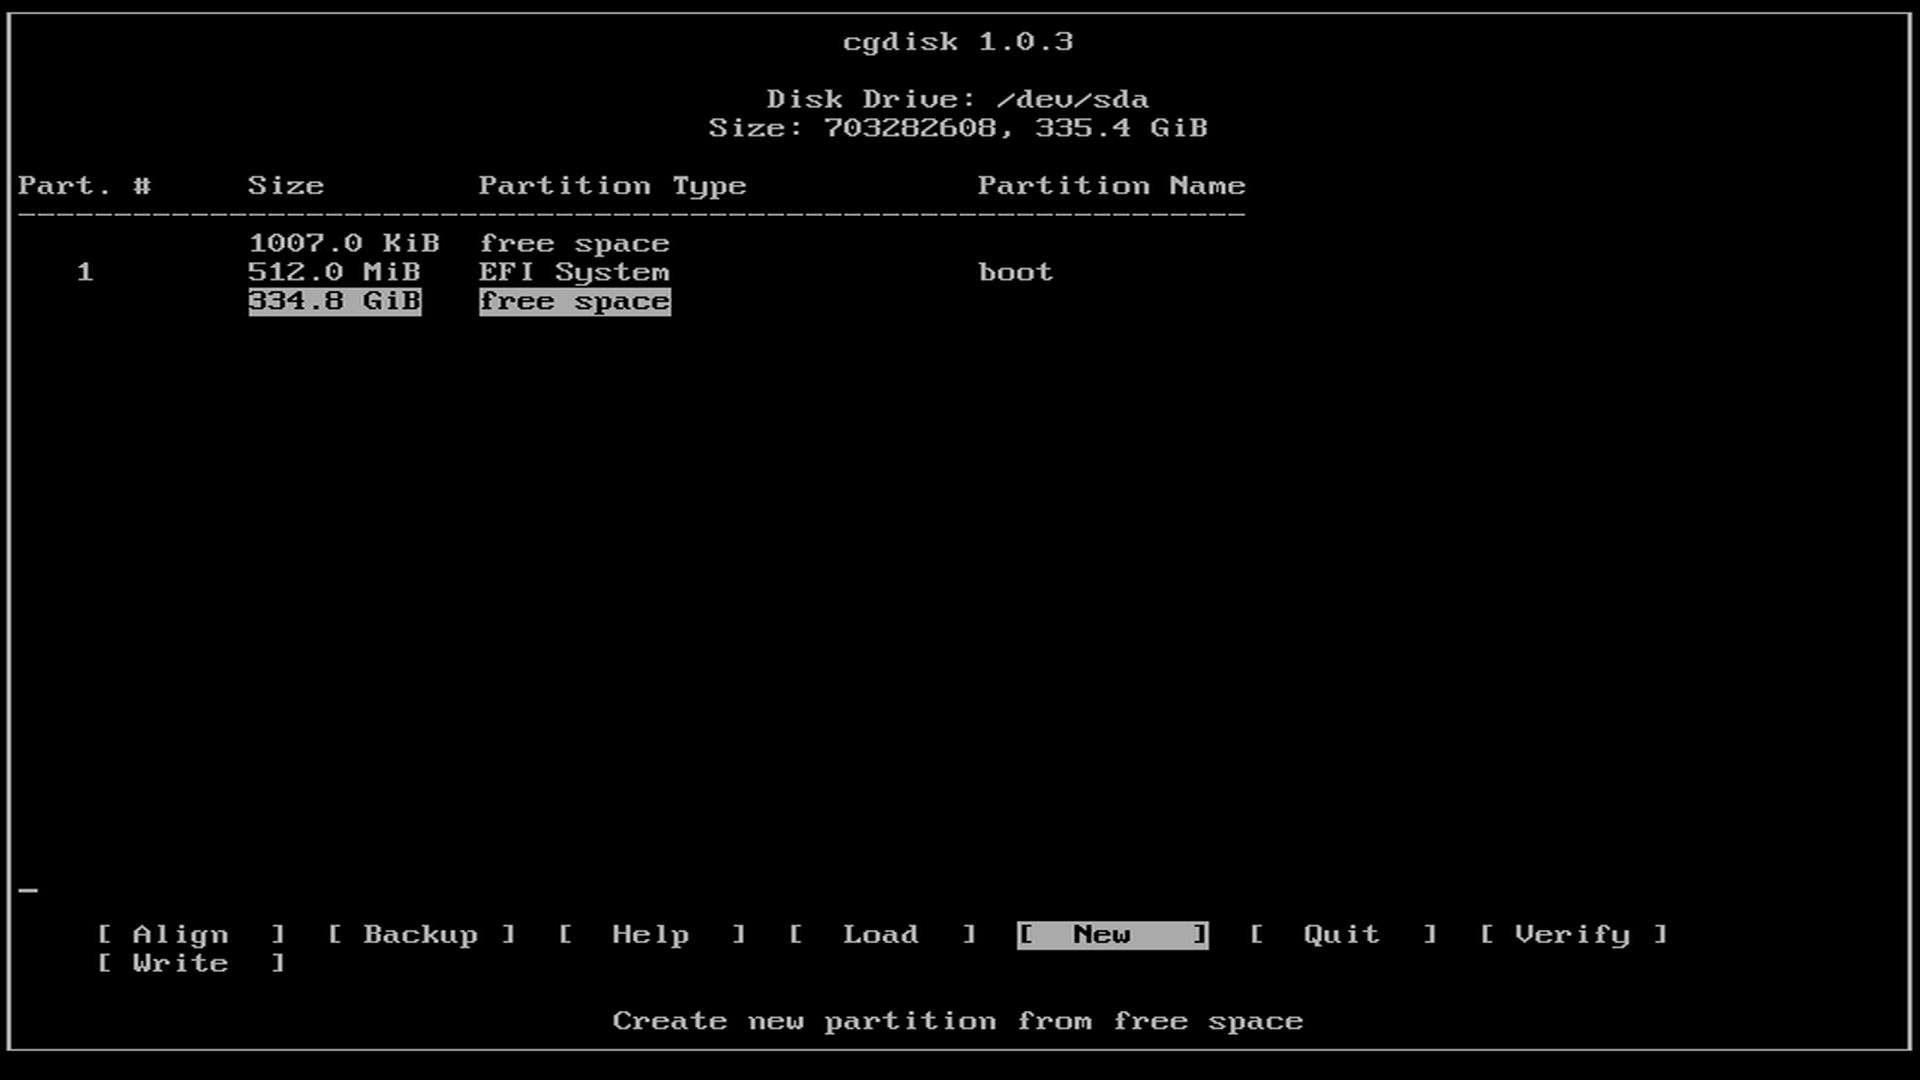 cgdisk 1.0.3
Disk Drive: /dev/sda
Size: 703282608, 335.4 GiB
Part. #     Size            Partition Type            Partition Name
----------------------------------------------------------------
1007.0 KiB  free space
1     512.0 MiB   EFI System                boot
334.8 GiB   free space
[ Align  ]  [ Backup ]  [  Help  ]  [  Load  ]  [  New   ]  [  Quit  ]  [ Verify ]
[ Write  ]
Create new partition from free space